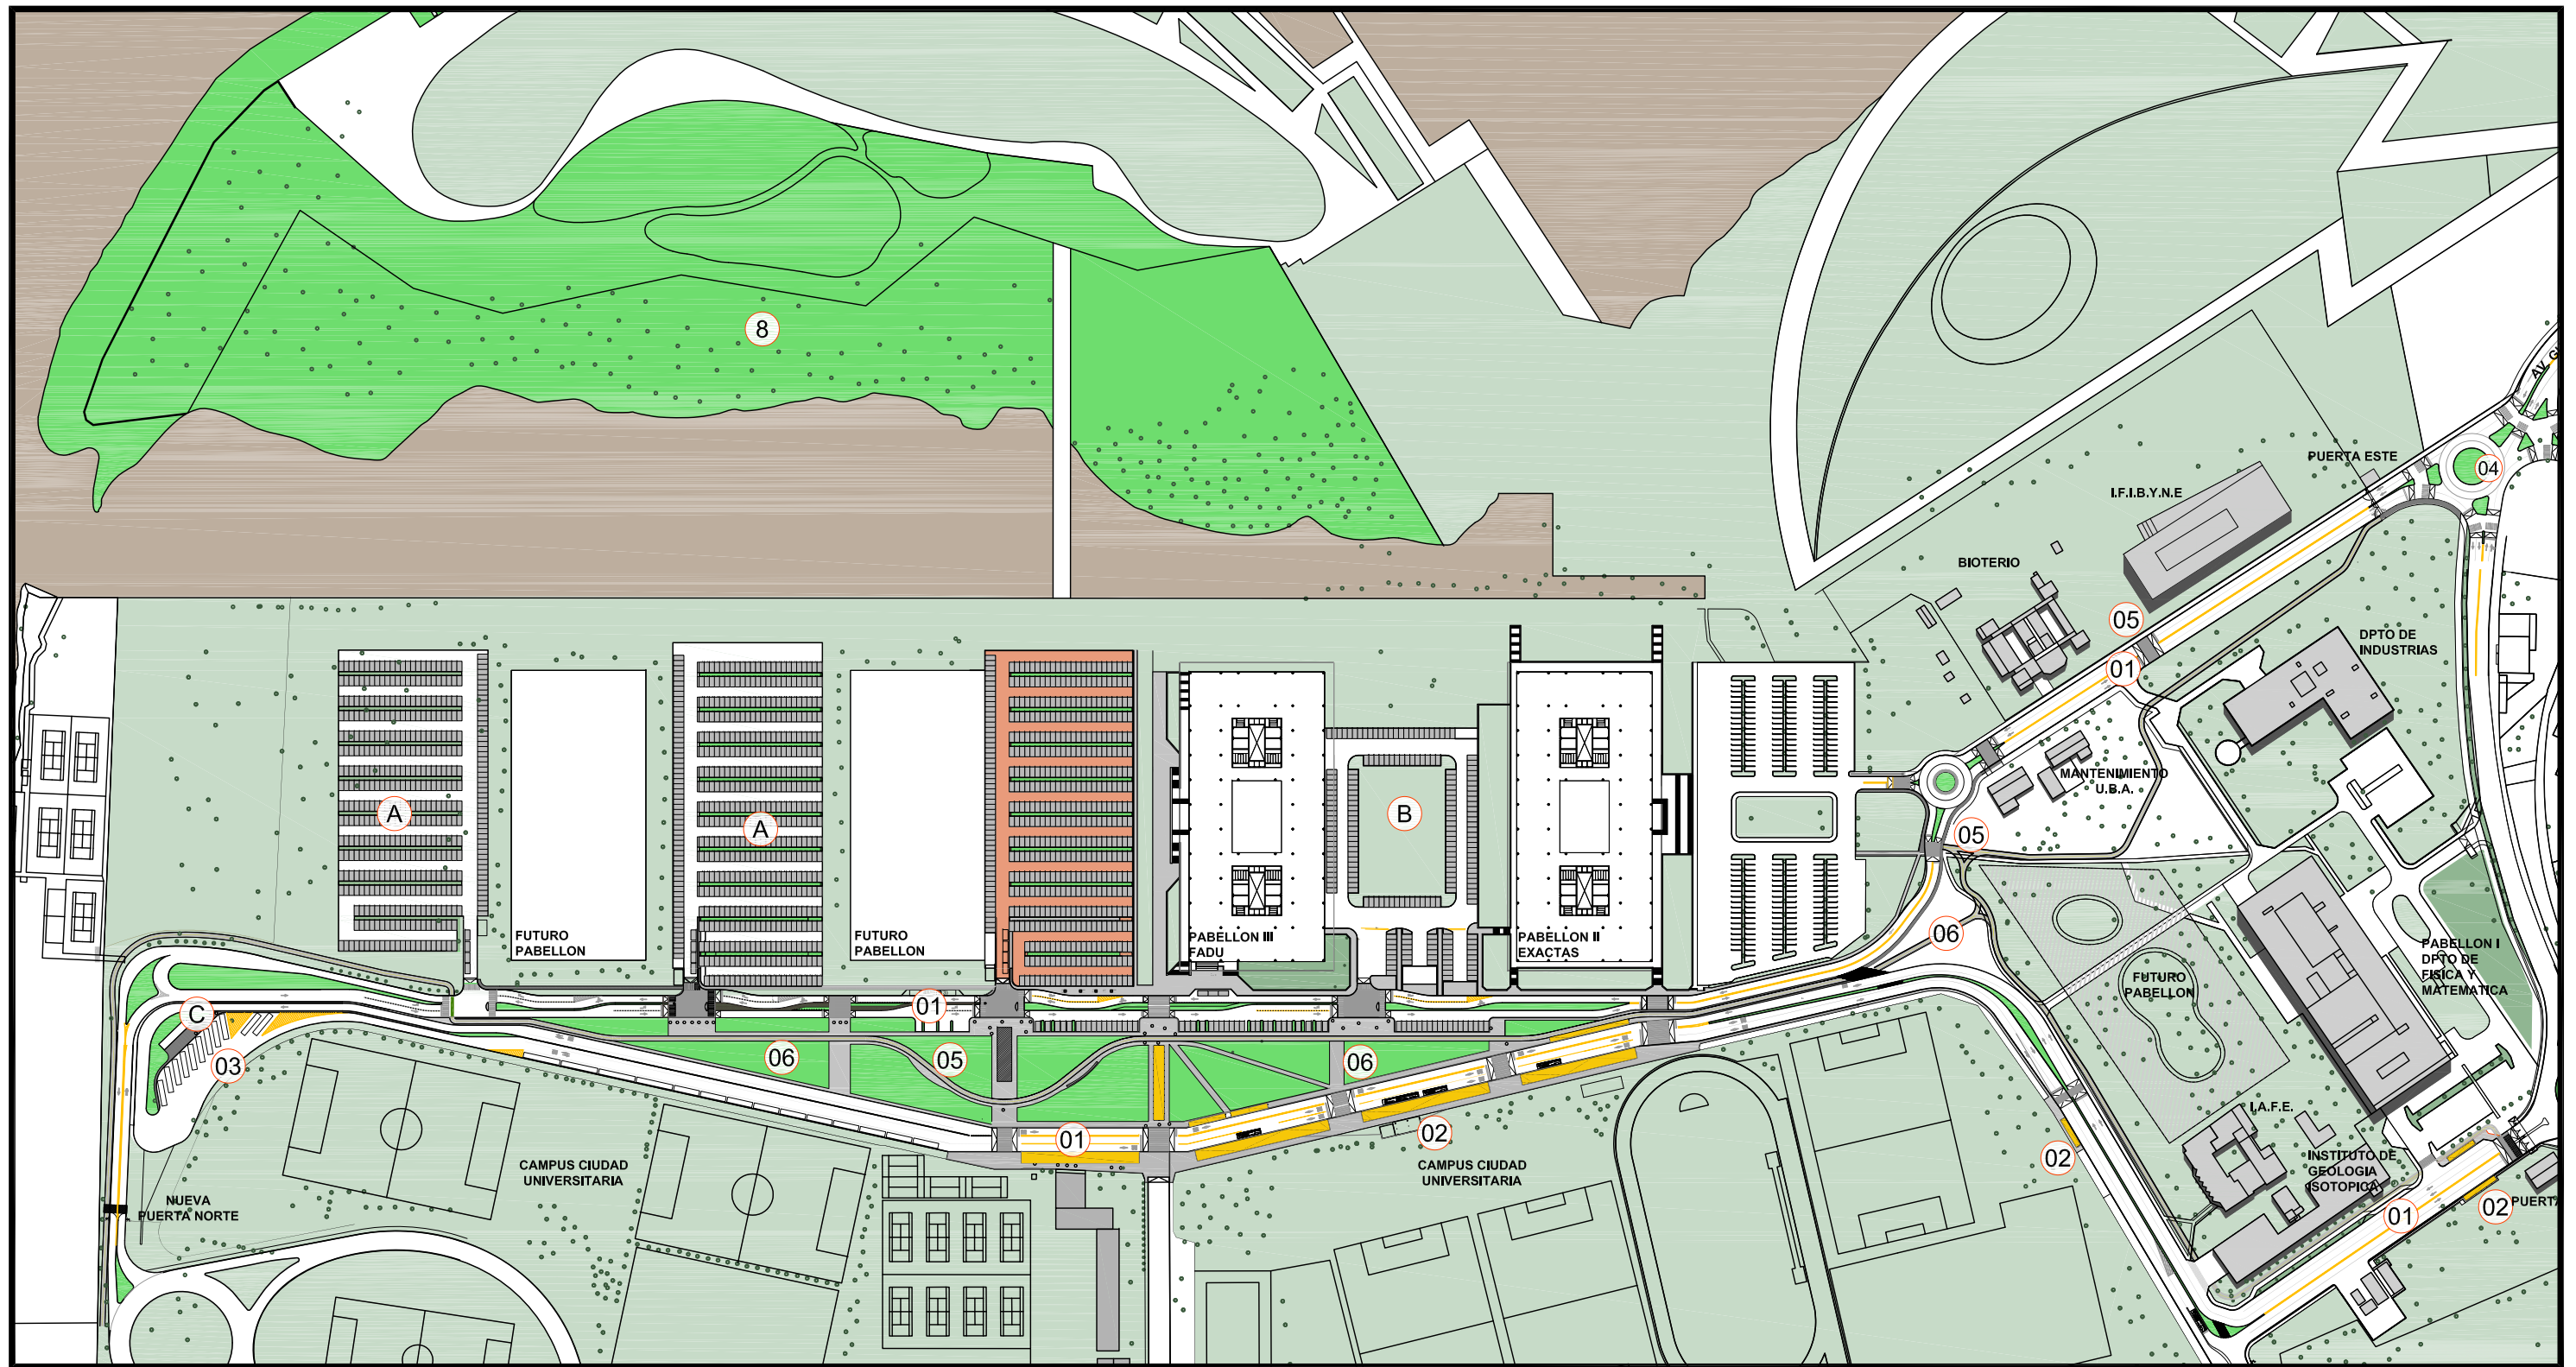 8
AV. G
PUERTA ESTE
04
I.F.I.B.Y.N.E
BIOTERIO
05
01
DPTO DE
INDUSTRIAS
MANTENIMIENTO
U.B.A.
A
A
B
05
FUTURO
PABELLON
FUTURO
PABELLON
PABELLON III
FADU
PABELLON II
EXACTAS
06
PABELLON I
DPTO DE
FISICA Y
MATEMATICA
FUTURO
PABELLON
C
01
03
06
05
06
I.A.F.E.
01
02
02
CAMPUS CIUDAD
UNIVERSITARIA
CAMPUS CIUDAD
UNIVERSITARIA
INSTITUTO DE
GEOLOGIA
ISOTOPICA
NUEVA
PUERTA NORTE
01
02
PUERTA